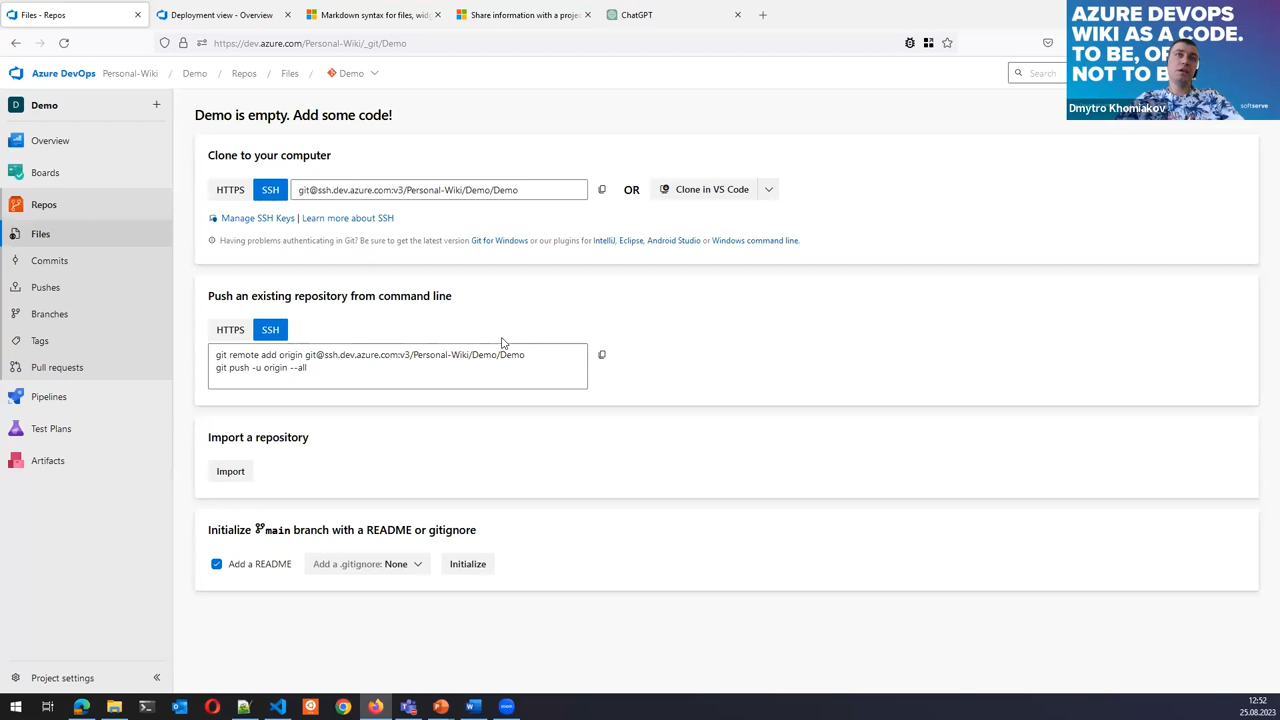 Files - Repos
Deployment view - Overview
Markdown syntax for files, wid
Share information with a proje
ChatGPT
https://dev.azure.com/Personal-Wiki/_git/Demo
AZURE DEVOPS
WIKI AS A CODE.
TO BE, OR
NOT TO B
Dmytro Khomiakov
softserve
Azure DevOps
Personal-Wiki / Demo / Repos / Files / Demo
Search
D Demo
Overview
Boards
Repos
Files
Commits
Pushes
Branches
Tags
Pull requests
Pipelines
Test Plans
Artifacts
Project settings
Demo is empty. Add some code!
Clone to your computer
HTTPS SSH git@ssh.dev.azure.com:v3/Personal-Wiki/Demo/Demo OR Clone in VS Code
Manage SSH Keys | Learn more about SSH
Having problems authenticating in Git? Be sure to get the latest version Git for Windows or our plugins for IntelliJ, Eclipse, Android Studio or Windows command line.
Push an existing repository from command line
HTTPS SSH
git remote add origin git@ssh.dev.azure.com:v3/Personal-Wiki/Demo/Demo
git push -u origin --all
Import a repository
Import
Initialize main branch with a README or gitignore
Add a README Add a .gitignore: None Initialize
12:52
25.08.2023